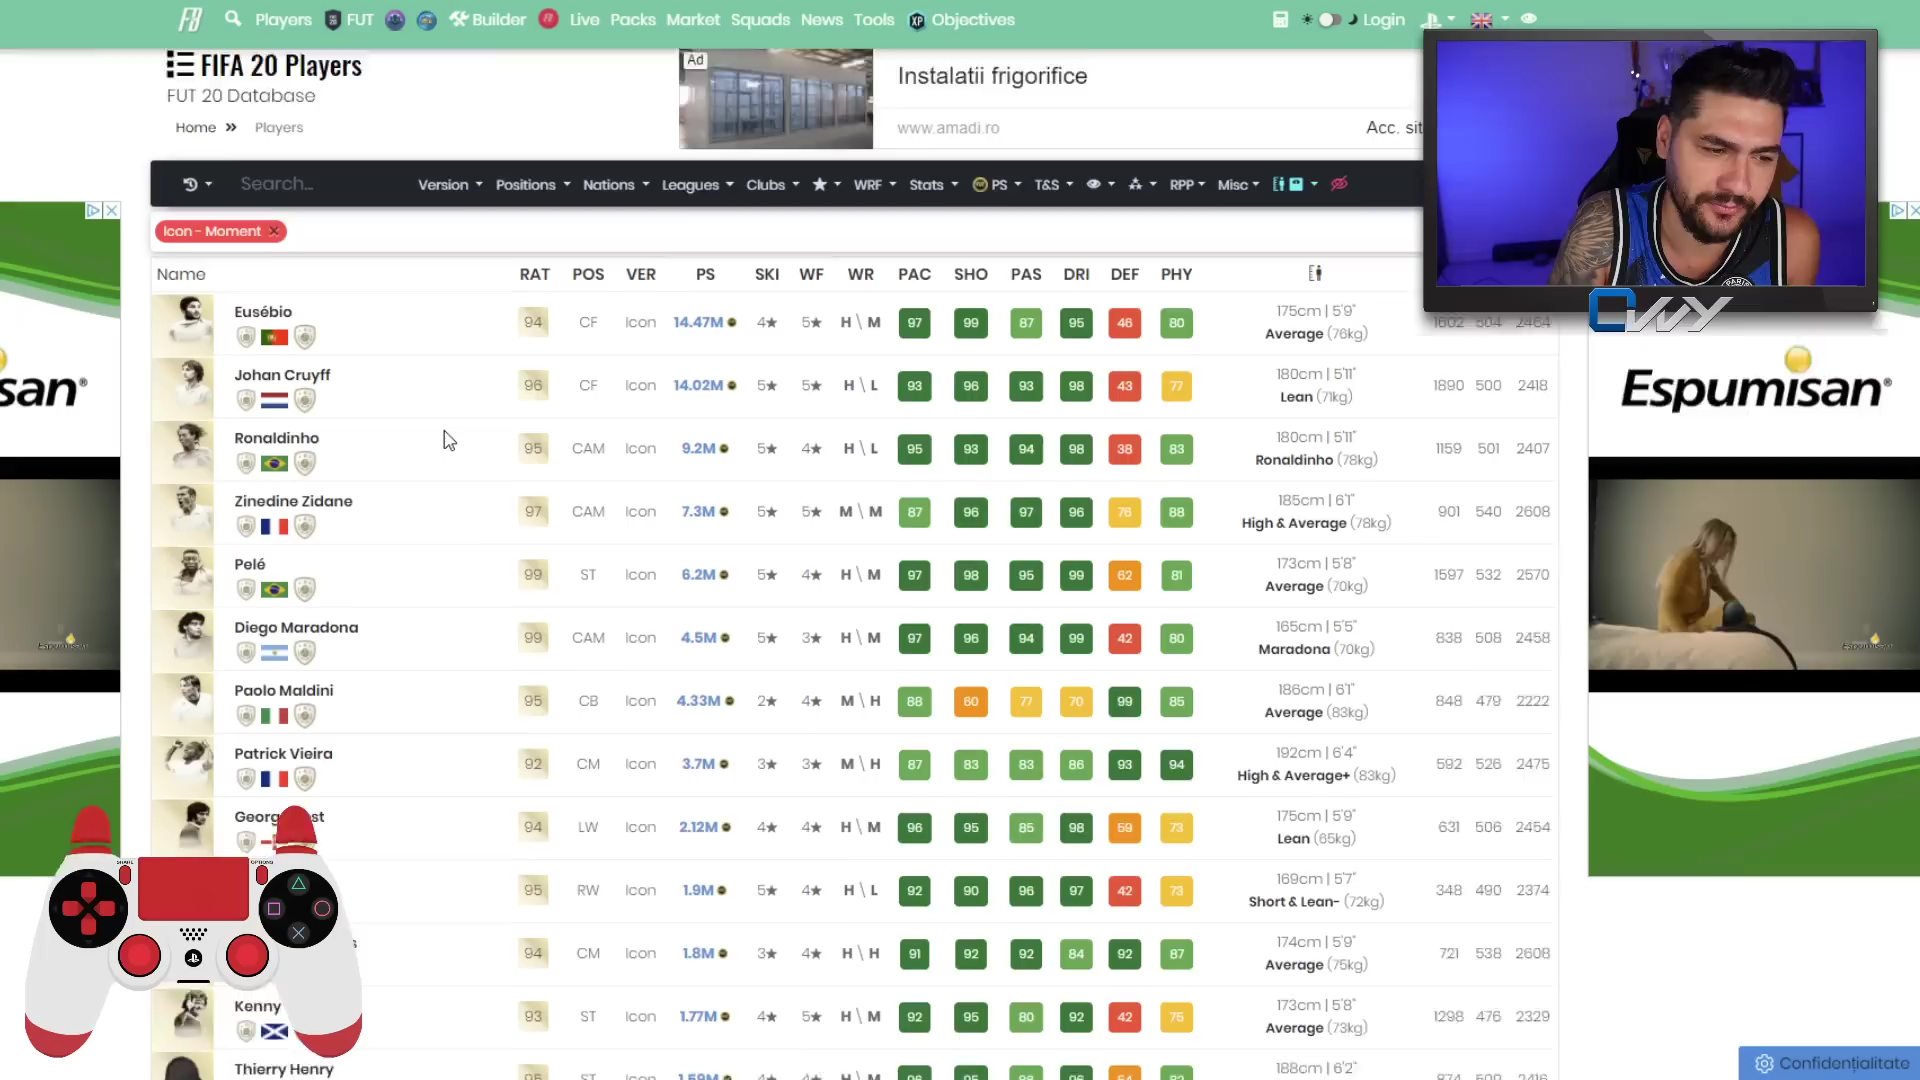 Players FUT Builder Live Packs Market Squads News Tools XP Objectives Login
FIFA 20 Players
FUT 20 Database
Home » Players
Ad
Instalatii frigorifice
www.amadi.ro
Acc. sit
Search... Version Positions Nations Leagues Clubs WRF Stats PS T&S RPP Misc
Icon - Moment ×
Name RAT POS VER PS SKI WF WR PAC SHO PAS DRI DEF PHY
Eusébio 94 CF Icon 14.47M 4★ 5★ H \ M 97 99 87 95 46 80 175cm | 5'9" 1602 504 2464
Average (76kg)
Johan Cruyff 96 CF Icon 14.02M 5★ 5★ H \ L 93 96 93 98 43 77 180cm | 5'11" 1890 500 2418
Lean (71kg)
Ronaldinho 95 CAM Icon 9.2M 5★ 4★ H \ L 95 93 94 98 38 83 180cm | 5'11" 1159 501 2407
Ronaldinho (78kg)
Zinedine Zidane 97 CAM Icon 7.3M 5★ 5★ M \ M 87 96 97 96 76 88 185cm | 6'1" 901 540 2608
High & Average (78kg)
Pelé 99 ST Icon 6.2M 5★ 4★ H \ M 97 98 95 99 62 81 173cm | 5'8" 1597 532 2570
Average (70kg)
Diego Maradona 99 CAM Icon 4.5M 5★ 3★ H \ M 97 96 94 99 42 80 165cm | 5'5" 838 508 2458
Maradona (70kg)
Paolo Maldini 95 CB Icon 4.33M 2★ 4★ M \ H 88 60 77 70 99 85 186cm | 6'1" 848 479 2222
Average (83kg)
Patrick Vieira 92 CM Icon 3.7M 3★ 3★ M \ H 87 83 83 86 93 94 192cm | 6'4" 592 526 2475
High & Average+ (83kg)
94 LW Icon 2.12M 4★ 4★ H \ M 96 95 85 98 59 73 175cm | 5'9" 631 506 2454
Lean (65kg)
95 RW Icon 1.9M 5★ 4★ H \ L 92 90 96 97 42 73 169cm | 5'7" 348 490 2374
Short & Lean- (72kg)
94 CM Icon 1.8M 3★ 4★ H \ H 91 92 92 84 92 87 174cm | 5'9" 721 538 2608
Average (75kg)
Kenny 93 ST Icon 1.77M 4★ 5★ H \ M 92 95 80 92 42 75 173cm | 5'8" 1298 476 2329
Average (73kg)
Thierry Henry 188cm | 6'2"
san®
Espumisan®
Espumisan
Espumisan
PARIS
OWY
SHARE OPTIONS
Confidențialitate